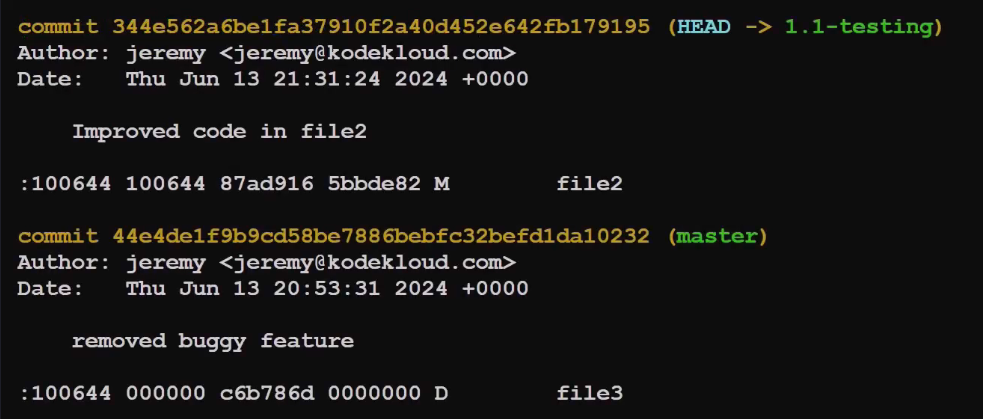 commit 344e562a6be1fa37910f2a40d452e642fb179195 (HEAD -> 1.1-testing)
Author: jeremy <jeremy@kodekloud.com>
Date:   Thu Jun 13 21:31:24 2024 +0000
    Improved code in file2
:100644 100644 87ad916 5bbde82 M        file2
commit 44e4de1f9b9cd58be7886bebfc32befd1da10232 (master)
Author: jeremy <jeremy@kodekloud.com>
Date:   Thu Jun 13 20:53:31 2024 +0000
    removed buggy feature
:100644 000000 c6b786d 0000000 D        file3